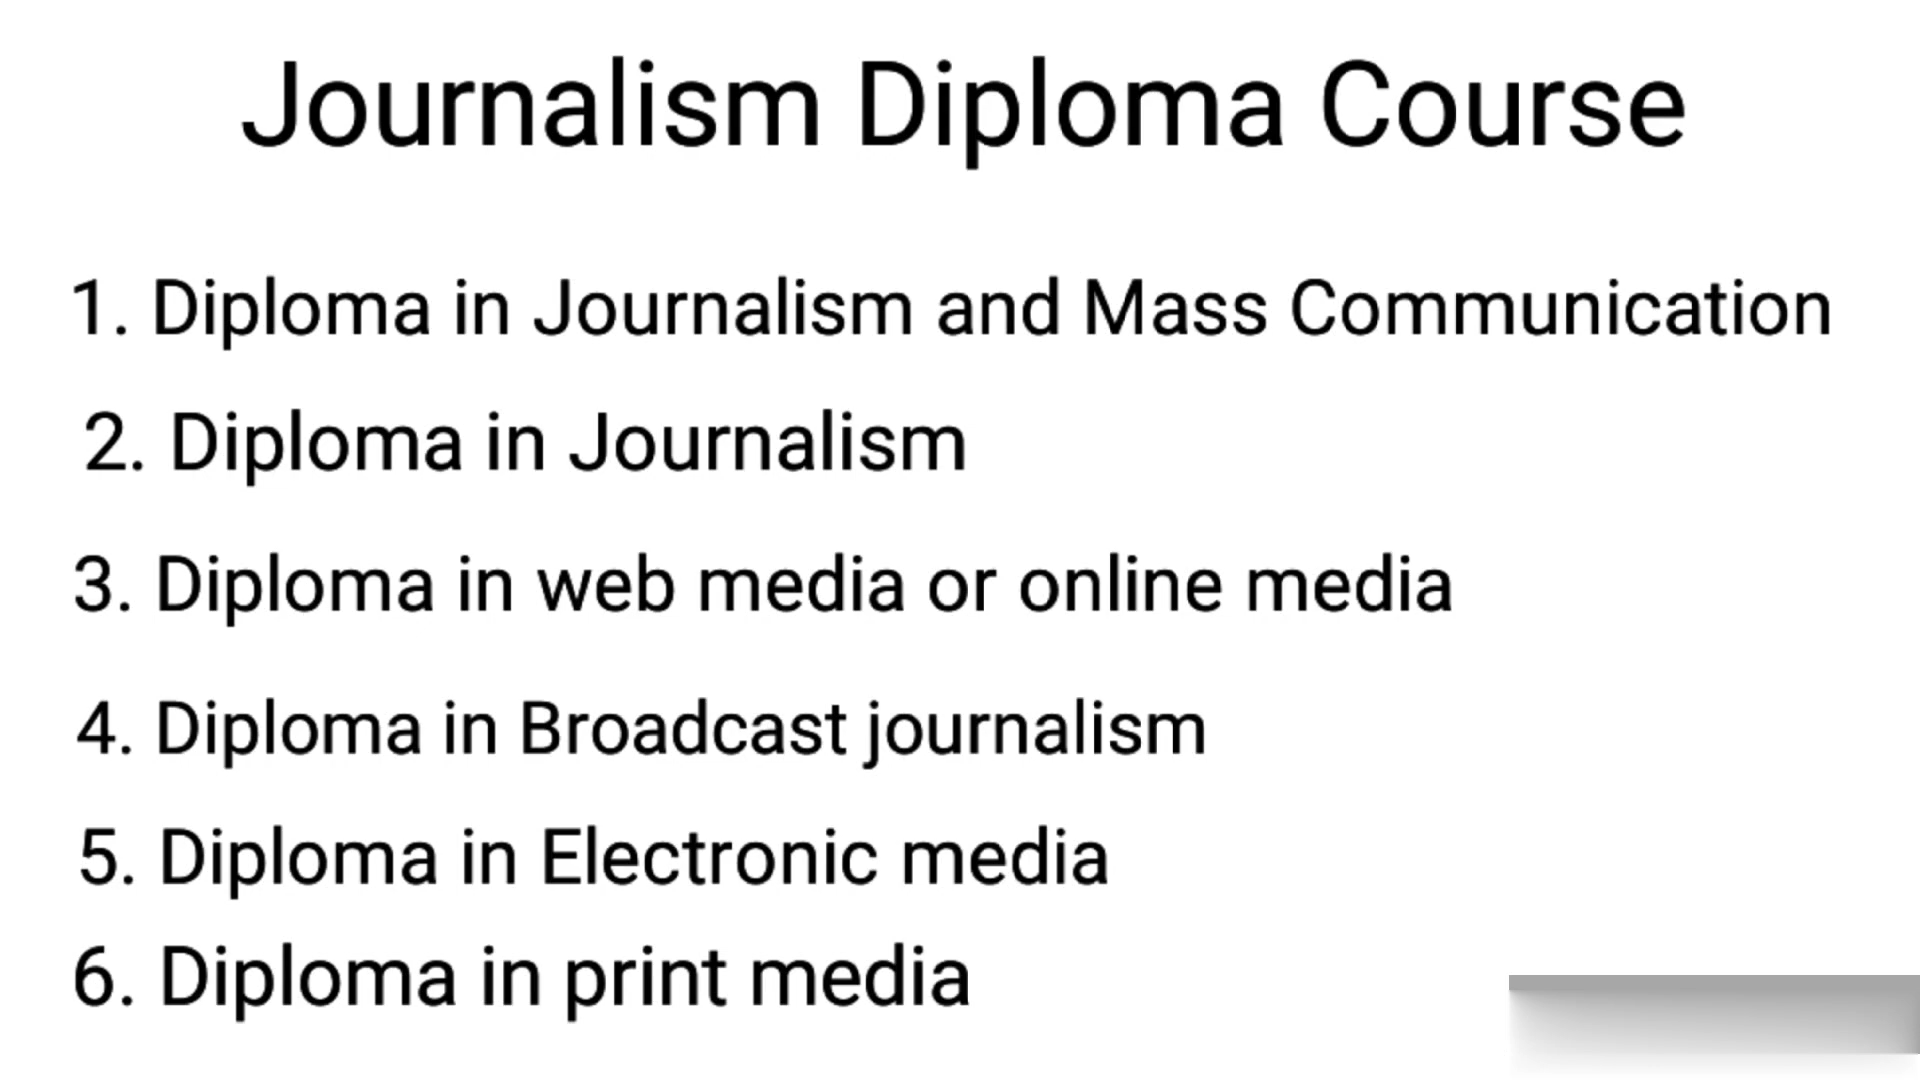 Journalism Diploma Course
1. Diploma in Journalism and Mass Communication
2. Diploma in Journalism
3. Diploma in web media or online media
4. Diploma in Broadcast journalism
5. Diploma in Electronic media
6. Diploma in print media